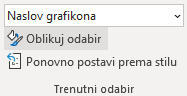 Naslov grafikona
Oblikuj odabir
Ponovno postavi prema stilu
Trenutni odabir